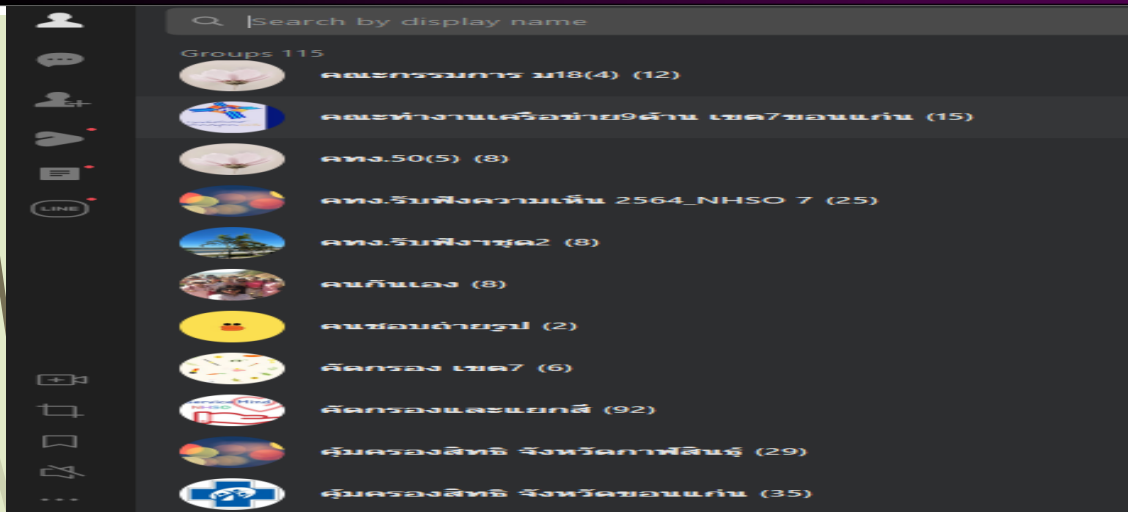 Search by display name
Groups 115
คณะกรรมการ ม18(4) (12)
คณะทำงานเครือข่าย9ด้าน เขต7ขอนแก่น (15)
คทง.50(5) (8)
คทง.รับฟังความเห็น 2564_NHSO 7 (25)
คทง.รับฟังฯชุด2 (8)
คนกันเอง (8)
คนชอบถ่ายรูป (2)
คัดกรอง เขต7 (6)
คัดกรองและแยกสี (92)
NHSO
คุ้มครองสิทธิ จังหวัดกาฬสินธุ์ (29)
คุ้มครองสิทธิ จังหวัดขอนแก่น (35)
LINE